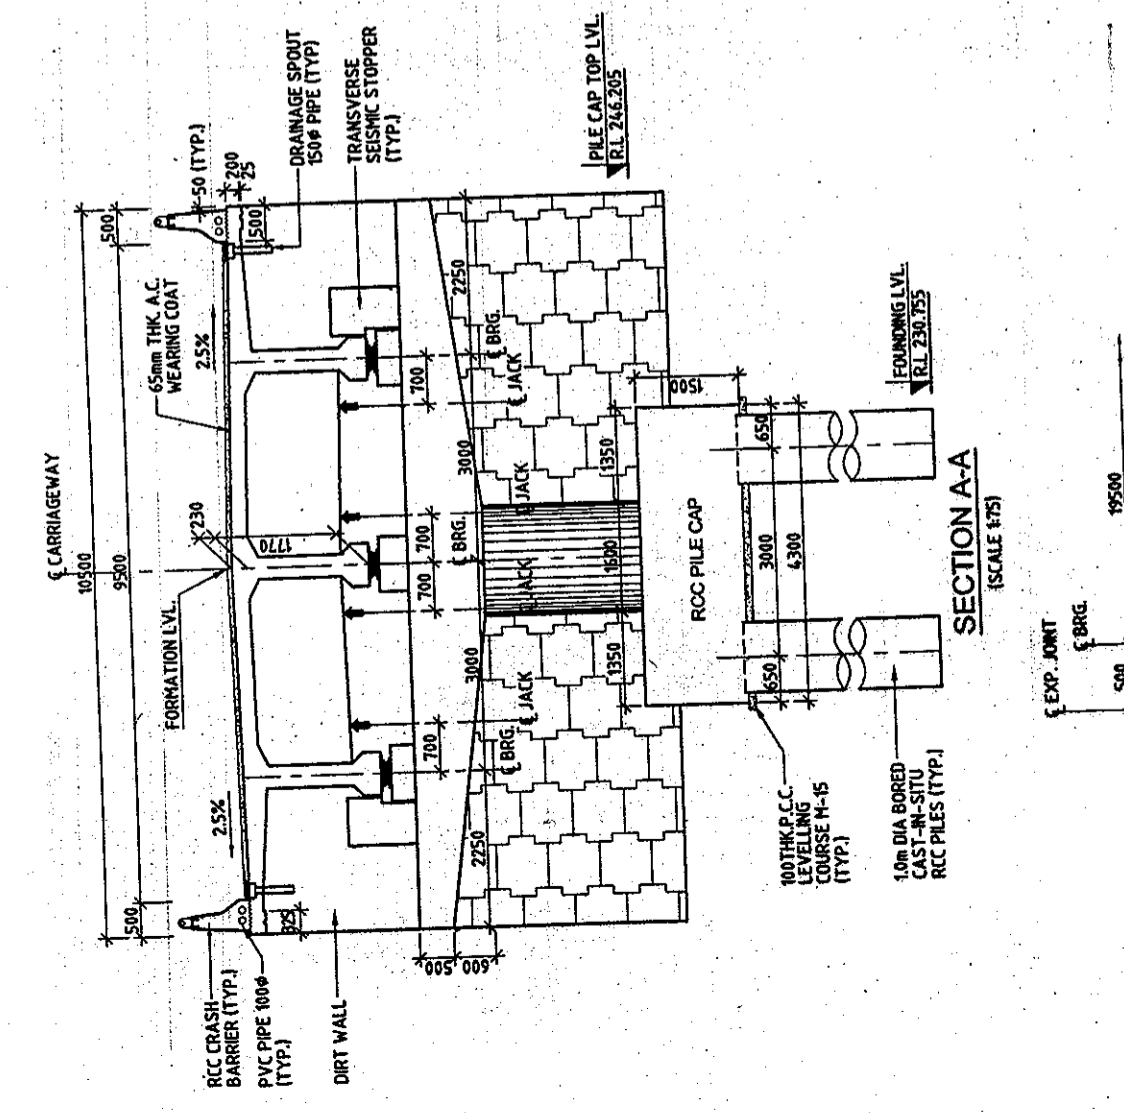 ℄ CARRIAGEWAY
10500
9500
500
500
50 (TYP.)
200
25
DRAINAGE SPOUT
150ϕ PIPE (TYP)
TRANSVERSE
SEISMIC STOPPER
(TYP.)
65mm THK. A.C.
WEARING COAT
FORMATION LVL.
2.5%
2.5%
230
1770
500
325
RCC CRASH
BARRIER (TYP.)
PVC PIPE 100ϕ
(TYP.)
DIRT WALL
700
700
700
700
℄ BRG.
℄ BRG.
℄ BRG.
℄ JACK
℄ JACK
℄ JACK
℄ JACK
2250
3000
3000
2250
500
600
PILE CAP TOP LVL.
R.L 246.205
1350
1600
1350
1500
RCC PILE CAP
650
3000
650
4300
FOUNDING LVL.
R.L 230.755
100THK.P.C.C.
LEVELLING
COURSE M-15
(TYP.)
1.0m DIA BORED
CAST-IN-SITU
RCC PILES (TYP.)
SECTION A-A
(SCALE 1:75)
℄ EXP. JOINT
℄ BRG.
500
19500